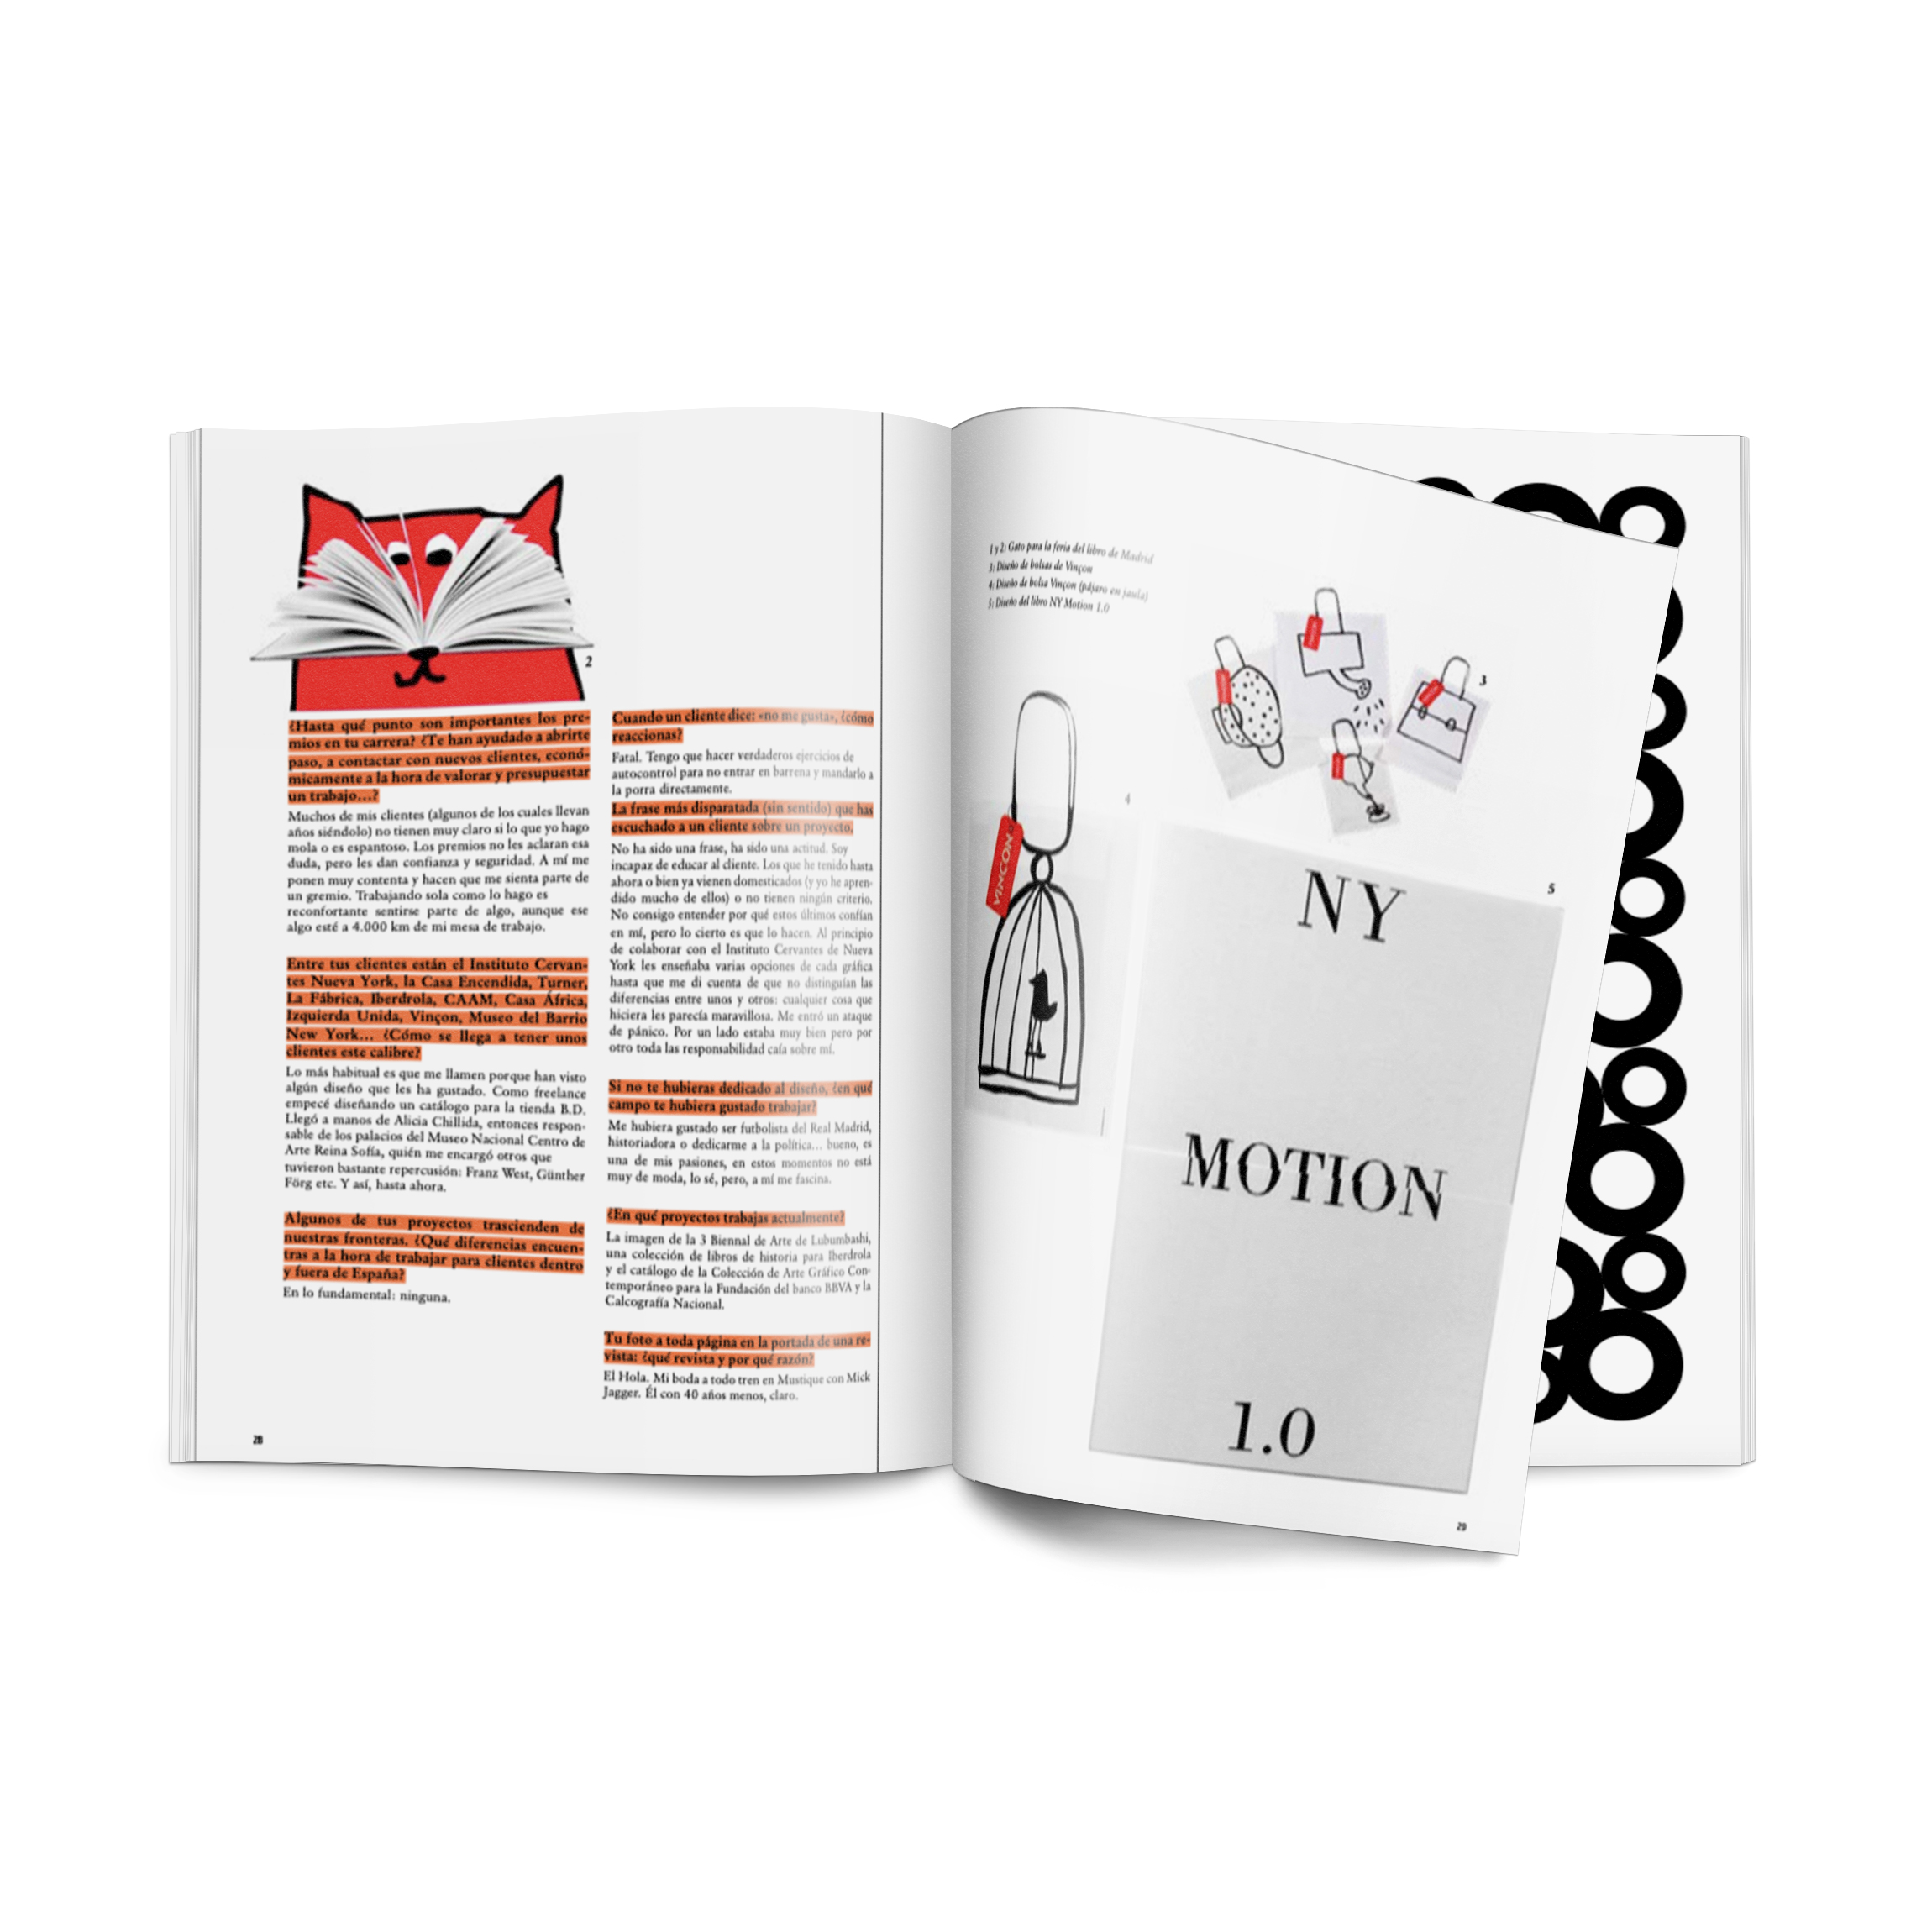 2
¿Hasta qué punto son importantes los pre-
mios en tu carrera? ¿Te han ayudado a abrirte
paso, a contactar con nuevos clientes, econó-
micamente a la hora de valorar y presupuestar
un trabajo...?
Muchos de mis clientes (algunos de los cuales llevan
años siéndolo) no tienen muy claro si lo que yo hago
mola o es espantoso. Los premios no les aclaran esa
duda, pero les dan confianza y seguridad. A mí me
ponen muy contenta y hacen que me sienta parte de
un gremio. Trabajando sola como lo hago es
reconfortante sentirse parte de algo, aunque ese
algo esté a 4.000 km de mi mesa de trabajo.
Entre tus clientes están el Instituto Cervan-
tes Nueva York, la Casa Encendida, Turner,
La Fábrica, Iberdrola, CAAM, Casa África,
Izquierda Unida, Vinçon, Museo del Barrio
New York... ¿Cómo se llega a tener unos
clientes este calibre?
Lo más habitual es que me llamen porque han visto
algún diseño que les ha gustado. Como freelance
empecé diseñando un catálogo para la tienda B.D.
Llegó a manos de Alicia Chillida, entonces respon-
sable de los palacios del Museo Nacional Centro de
Arte Reina Sofía, quién me encargó otros que
tuvieron bastante repercusión: Franz West, Günther
Förg etc. Y así, hasta ahora.
Algunos de tus proyectos trascienden de
nuestras fronteras. ¿Qué diferencias encuen-
tras a la hora de trabajar para clientes dentro
y fuera de España?
En lo fundamental: ninguna.
Cuando un cliente dice: «no me gusta», ¿cómo
reaccionas?
Fatal. Tengo que hacer verdaderos ejercicios de
autocontrol para no entrar en barrena y mandarlo a
la porra directamente.
La frase más disparatada (sin sentido) que has
escuchado a un cliente sobre un proyecto.
No ha sido una frase, ha sido una actitud. Soy
incapaz de educar al cliente. Los que he tenido hasta
ahora o bien ya vienen domesticados (y yo he apren-
dido mucho de ellos) o no tienen ningún criterio.
No consigo entender por qué estos últimos confían
en mí, pero lo cierto es que lo hacen. Al principio
de colaborar con el Instituto Cervantes de Nueva
York les enseñaba varias opciones de cada gráfica
hasta que me di cuenta de que no distinguían las
diferencias entre unos y otros: cualquier cosa que
hiciera les parecía maravillosa. Me entró un ataque
de pánico. Por un lado estaba muy bien pero por
otro toda las responsabilidad caía sobre mí.
Si no te hubieras dedicado al diseño, ¿en qué
campo te hubiera gustado trabajar?
Me hubiera gustado ser futbolista del Real Madrid,
historiadora o dedicarme a la política... bueno, es
una de mis pasiones, en estos momentos no está
muy de moda, lo sé, pero, a mí me fascina.
¿En qué proyectos trabajas actualmente?
La imagen de la 3 Biennal de Arte de Lubumbashi,
una colección de libros de historia para Iberdrola
y el catálogo de la Colección de Arte Gráfico Con-
temporáneo para la Fundación del banco BBVA y la
Calcografía Nacional.
Tu foto a toda página en la portada de una re-
vista: ¿qué revista y por qué razón?
El Hola. Mi boda a todo tren en Mustique con Mick
Jagger. Él con 40 años menos, claro.
28
1 y 2: Gato para la feria del libro de Madrid
3: Diseño de bolsas de Vinçon
4: Diseño de bolsa Vinçon (pájaro en jaula)
5: Diseño del libro NY Motion 1.0
3
4
VINÇON
5
NY
MOTION
1.0
29